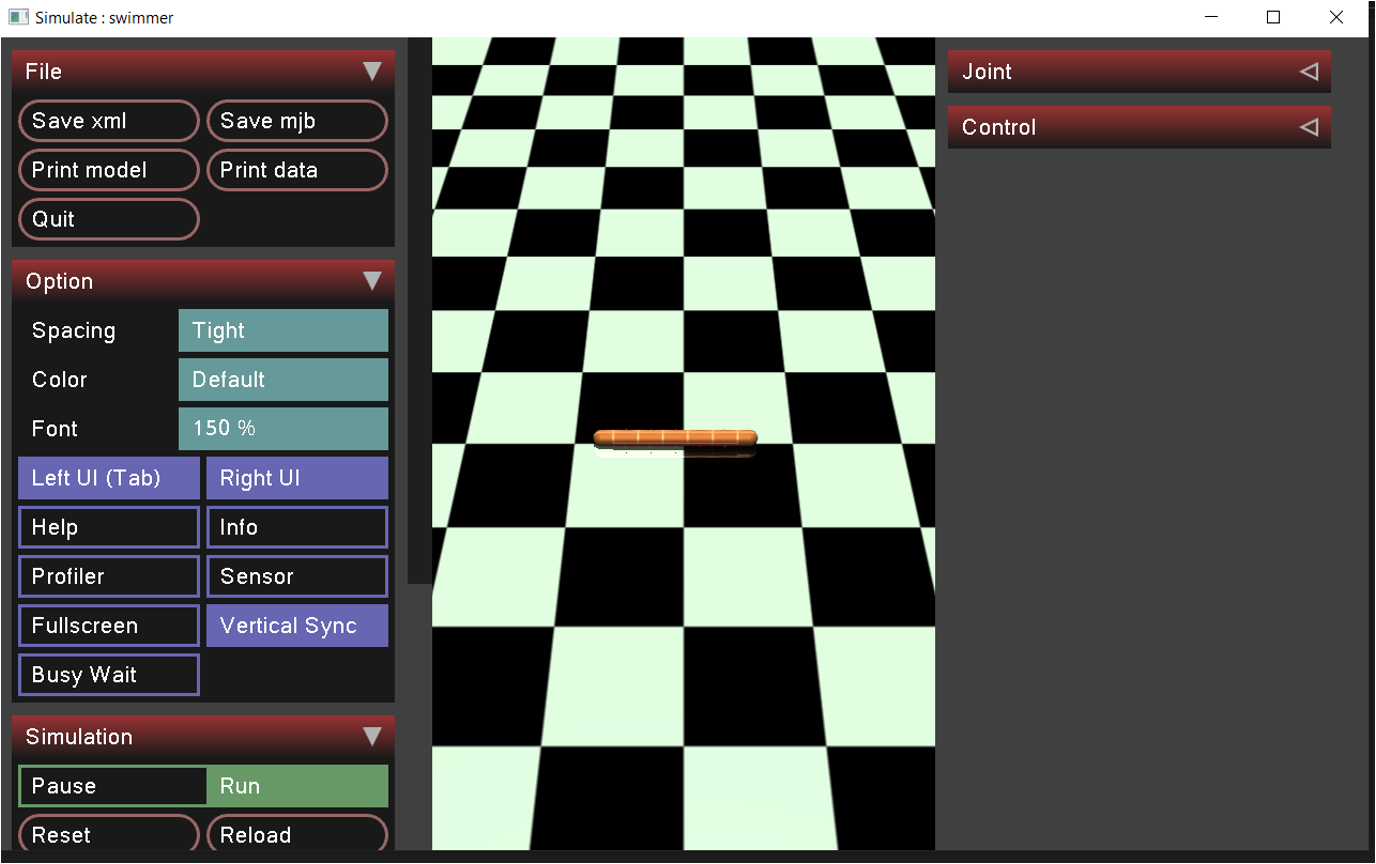 Simulate : swimmer
File
Save xml
Save mjb
Print model
Print data
Quit
Option
Spacing
Tight
Color
Default
Font
150 %
Left UI (Tab)
Right UI
Help
Info
Profiler
Sensor
Fullscreen
Vertical Sync
Busy Wait
Simulation
Pause
Run
Reset
Reload
Joint
Control